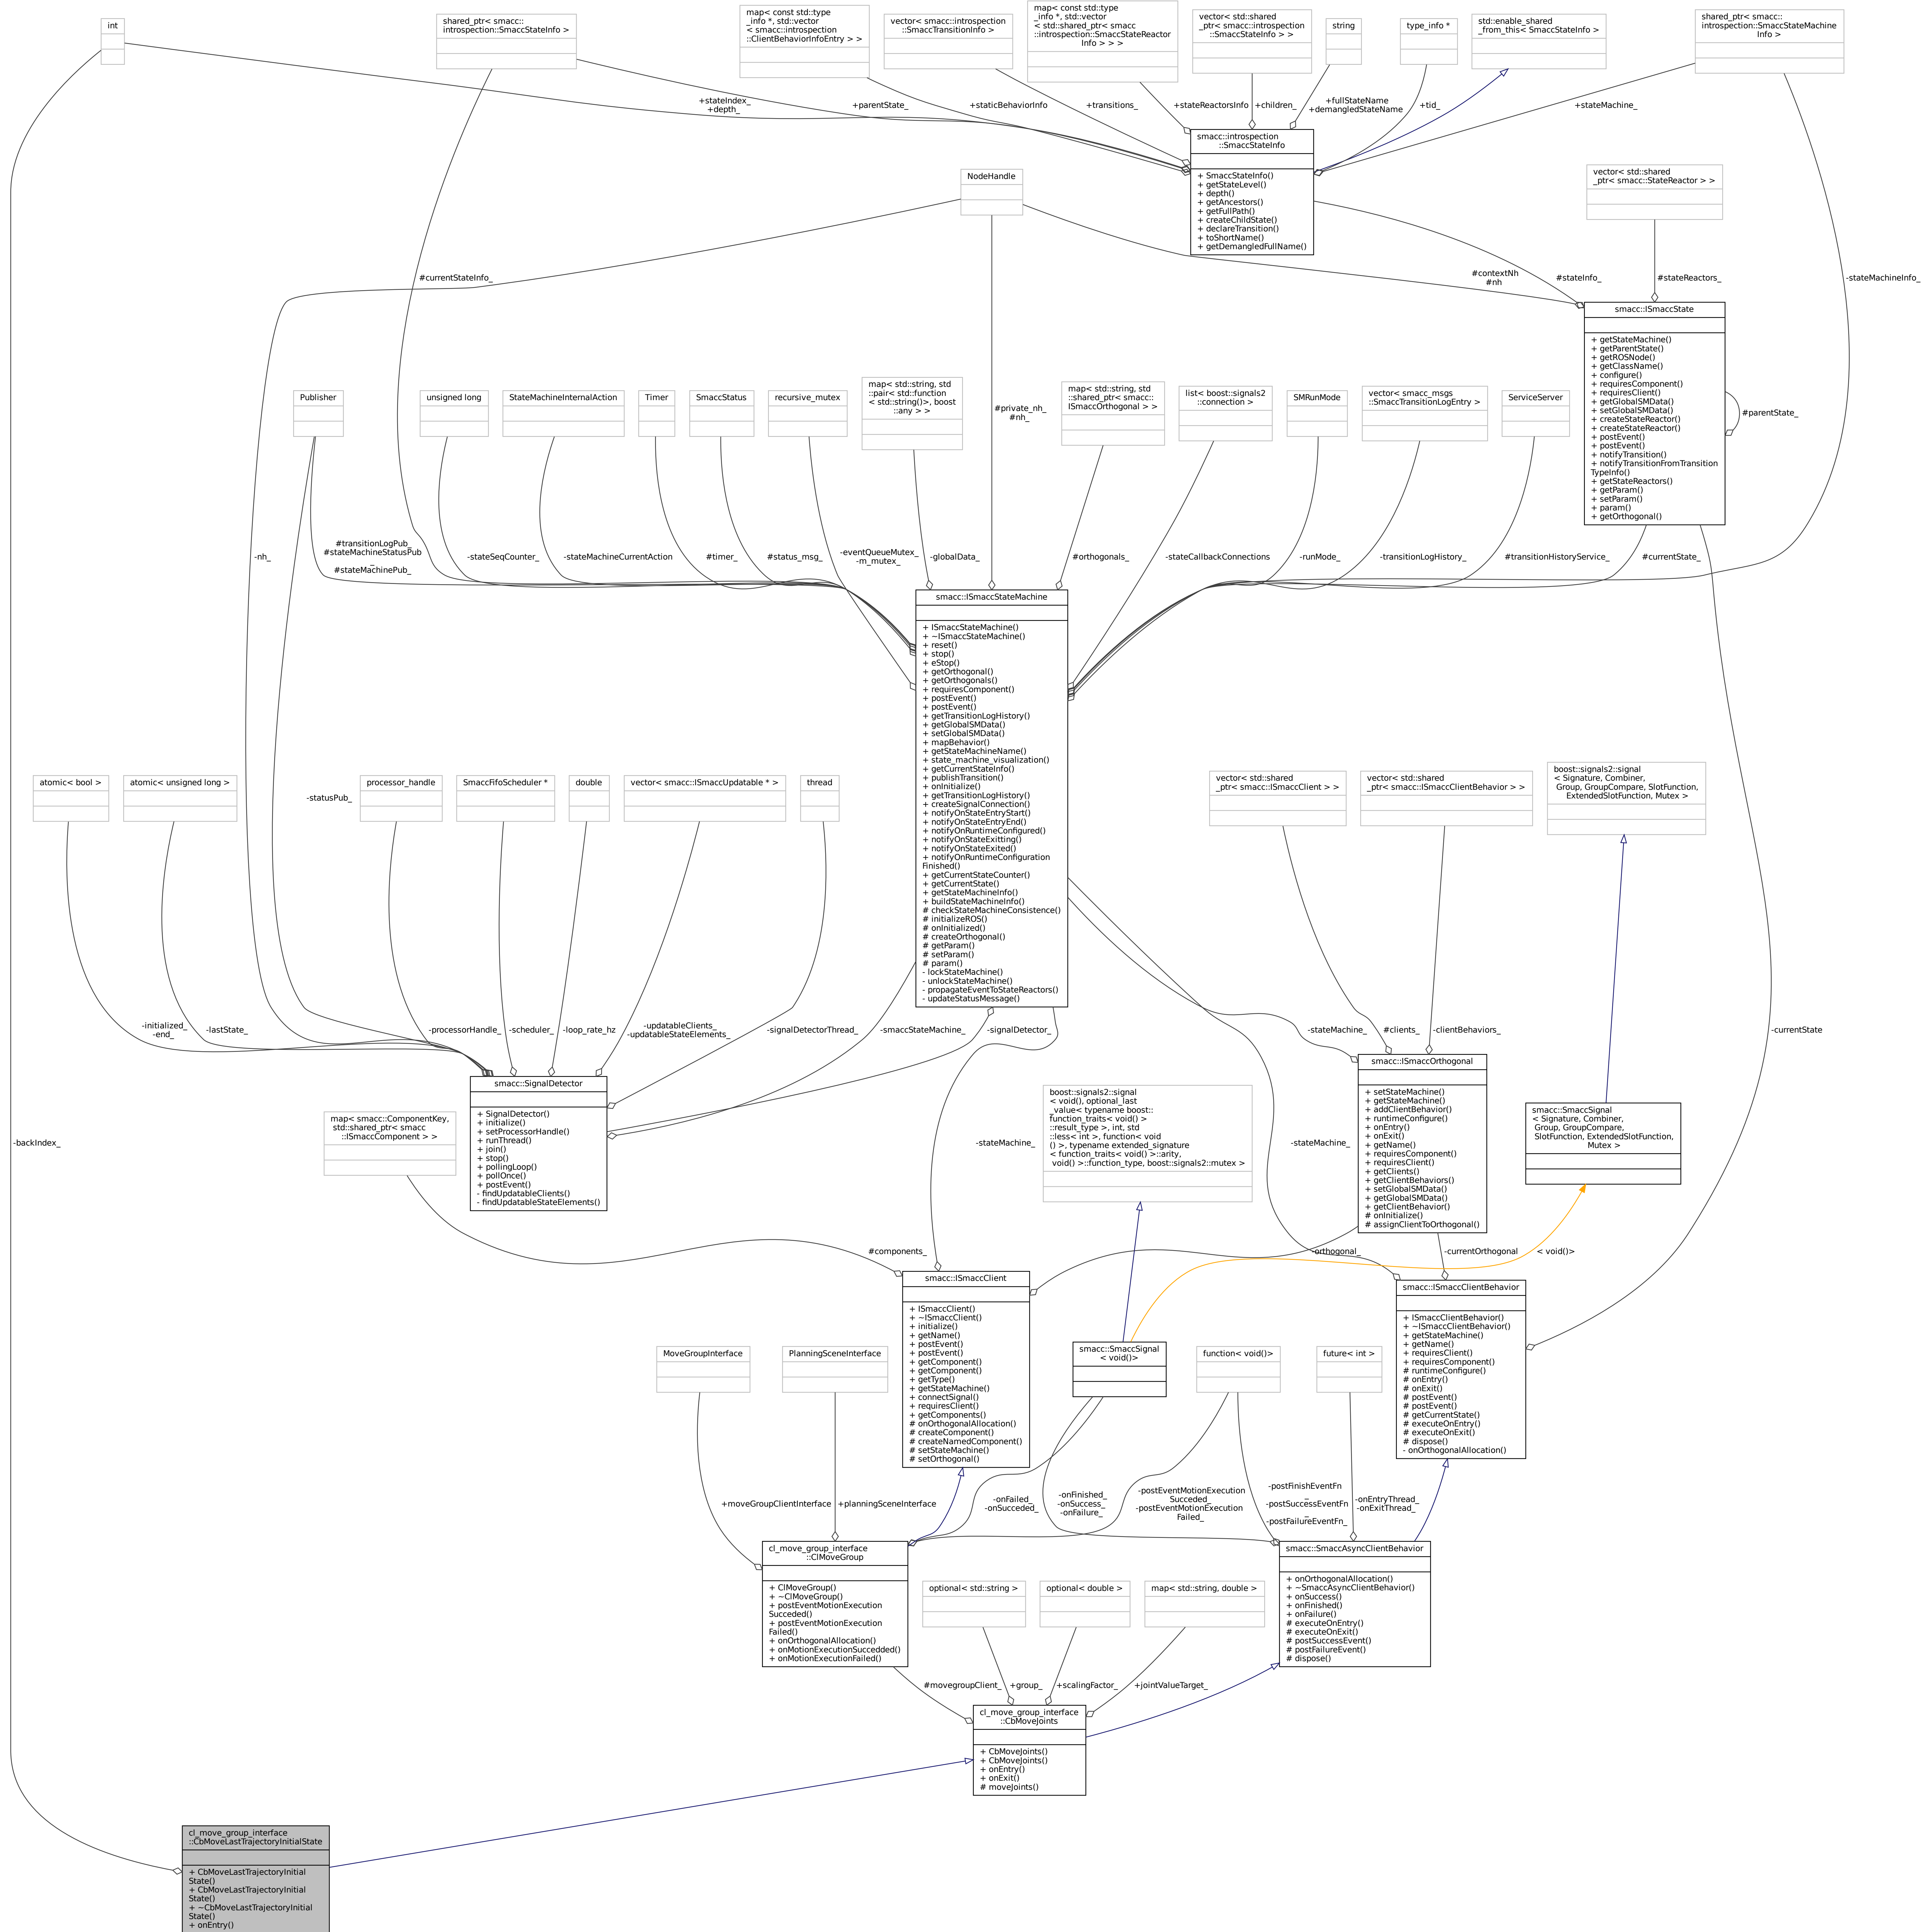 int
shared_ptr< smacc::
introspection::SmaccStateInfo >
map< const std::type
_info *, std::vector
< smacc::introspection
::ClientBehaviorInfoEntry > >
vector< smacc::introspection
::SmaccTransitionInfo >
map< const std::type
_info *, std::vector
< std::shared_ptr< smacc
::introspection::SmaccStateReactor
Info > > >
vector< std::shared
_ptr< smacc::introspection
::SmaccStateInfo > >
string
type_info *
std::enable_shared
_from_this< SmaccStateInfo >
shared_ptr< smacc::
introspection::SmaccStateMachine
Info >
+stateIndex_
+depth_
+parentState_
+staticBehaviorInfo
+transitions_
+stateReactorsInfo
+children_
+fullStateName
+demangledStateName
+tid_
+stateMachine_
smacc::introspection
::SmaccStateInfo
+ SmaccStateInfo()
+ getStateLevel()
+ depth()
+ getAncestors()
+ getFullPath()
+ createChildState()
+ declareTransition()
+ toShortName()
+ getDemangledFullName()
NodeHandle
vector< std::shared
_ptr< smacc::StateReactor > >
#currentStateInfo_
#contextNh
#nh
#stateInfo_
#stateReactors_
-stateMachineInfo_
smacc::ISmaccState
+ getStateMachine()
+ getParentState()
+ getROSNode()
+ getClassName()
+ configure()
+ requiresComponent()
+ requiresClient()
+ getGlobalSMData()
+ setGlobalSMData()
+ createStateReactor()
+ createStateReactor()
+ postEvent()
+ postEvent()
+ notifyTransition()
+ notifyTransitionFromTransition
TypeInfo()
+ getStateReactors()
+ getParam()
+ setParam()
+ param()
+ getOrthogonal()
#parentState_
Publisher
unsigned long
StateMachineInternalAction
Timer
SmaccStatus
recursive_mutex
map< std::string, std
::pair< std::function
< std::string()>, boost
::any > >
#private_nh_
#nh_
map< std::string, std
::shared_ptr< smacc::
ISmaccOrthogonal > >
list< boost::signals2
::connection >
SMRunMode
vector< smacc_msgs
::SmaccTransitionLogEntry >
ServiceServer
-nh_
#transitionLogPub_
#stateMachineStatusPub
_
#stateMachinePub_
-stateSeqCounter_
-stateMachineCurrentAction
#timer_
#status_msg_
-eventQueueMutex_
-m_mutex_
-globalData_
#orthogonals_
-stateCallbackConnections
-runMode_
-transitionLogHistory_
#transitionHistoryService_
#currentState_
smacc::ISmaccStateMachine
+ ISmaccStateMachine()
+ ~ISmaccStateMachine()
+ reset()
+ stop()
+ eStop()
+ getOrthogonal()
+ getOrthogonals()
+ requiresComponent()
+ postEvent()
+ postEvent()
+ getTransitionLogHistory()
+ getGlobalSMData()
+ setGlobalSMData()
+ mapBehavior()
+ getStateMachineName()
+ state_machine_visualization()
+ getCurrentStateInfo()
+ publishTransition()
+ onInitialize()
+ getTransitionLogHistory()
+ createSignalConnection()
+ notifyOnStateEntryStart()
+ notifyOnStateEntryEnd()
+ notifyOnRuntimeConfigured()
+ notifyOnStateExitting()
+ notifyOnStateExited()
+ notifyOnRuntimeConfiguration
Finished()
+ getCurrentStateCounter()
+ getCurrentState()
+ getStateMachineInfo()
+ buildStateMachineInfo()
# checkStateMachineConsistence()
# initializeROS()
# onInitialized()
# createOrthogonal()
# getParam()
# setParam()
# param()
- lockStateMachine()
- unlockStateMachine()
- propagateEventToStateReactors()
- updateStatusMessage()
atomic< bool >
atomic< unsigned long >
-statusPub_
processor_handle
SmaccFifoScheduler *
double
vector< smacc::ISmaccUpdatable * >
thread
vector< std::shared
_ptr< smacc::ISmaccClient > >
vector< std::shared
_ptr< smacc::ISmaccClientBehavior > >
boost::signals2::signal
< Signature, Combiner,
Group, GroupCompare, SlotFunction,
ExtendedSlotFunction, Mutex >
-initialized_
-end_
-lastState_
-processorHandle_
-scheduler_
-loop_rate_hz
-updatableClients_
-updatableStateElements_
-signalDetectorThread_
-smaccStateMachine_
-signalDetector_
-stateMachine_
#clients_
-clientBehaviors_
-currentState
smacc::SignalDetector
+ SignalDetector()
+ initialize()
+ setProcessorHandle()
+ runThread()
+ join()
+ stop()
+ pollingLoop()
+ pollOnce()
+ postEvent()
- findUpdatableClients()
- findUpdatableStateElements()
smacc::ISmaccOrthogonal
+ setStateMachine()
+ getStateMachine()
+ addClientBehavior()
+ runtimeConfigure()
+ onEntry()
+ onExit()
+ getName()
+ requiresComponent()
+ requiresClient()
+ getClients()
+ getClientBehaviors()
+ setGlobalSMData()
+ getGlobalSMData()
+ getClientBehavior()
# onInitialize()
# assignClientToOrthogonal()
map< smacc::ComponentKey,
std::shared_ptr< smacc
::ISmaccComponent > >
boost::signals2::signal
< void(), optional_last
_value< typename boost::
function_traits< void() >
::result_type >, int, std
::less< int >, function< void
() >, typename extended_signature
< function_traits< void() >::arity,
void() >::function_type, boost::signals2::mutex >
smacc::SmaccSignal
< Signature, Combiner,
Group, GroupCompare,
SlotFunction, ExtendedSlotFunction,
Mutex >
-backIndex_
-stateMachine_
-stateMachine_
#components_
-orthogonal_
-currentOrthogonal
< void()>
smacc::ISmaccClient
+ ISmaccClient()
+ ~ISmaccClient()
+ initialize()
+ getName()
+ postEvent()
+ postEvent()
+ getComponent()
+ getComponent()
+ getType()
+ getStateMachine()
+ connectSignal()
+ requiresClient()
+ getComponents()
# onOrthogonalAllocation()
# createComponent()
# createNamedComponent()
# setStateMachine()
# setOrthogonal()
smacc::ISmaccClientBehavior
+ ISmaccClientBehavior()
+ ~ISmaccClientBehavior()
+ getStateMachine()
+ getName()
+ requiresClient()
+ requiresComponent()
# runtimeConfigure()
# onEntry()
# onExit()
# postEvent()
# postEvent()
# getCurrentState()
# executeOnEntry()
# executeOnExit()
# dispose()
- onOrthogonalAllocation()
MoveGroupInterface
PlanningSceneInterface
smacc::SmaccSignal
< void()>
function< void()>
future< int >
+moveGroupClientInterface
+planningSceneInterface
-onFailed_
-onSucceded_
-onFinished_
-onSuccess_
-onFailure_
-postEventMotionExecution
Succeded_
-postEventMotionExecution
Failed_
-postFinishEventFn
_
-postSuccessEventFn
_
-postFailureEventFn_
-onEntryThread_
-onExitThread_
cl_move_group_interface
::ClMoveGroup
+ ClMoveGroup()
+ ~ClMoveGroup()
+ postEventMotionExecution
Succeded()
+ postEventMotionExecution
Failed()
+ onOrthogonalAllocation()
+ onMotionExecutionSuccedded()
+ onMotionExecutionFailed()
optional< std::string >
optional< double >
map< std::string, double >
smacc::SmaccAsyncClientBehavior
+ onOrthogonalAllocation()
+ ~SmaccAsyncClientBehavior()
+ onSuccess()
+ onFinished()
+ onFailure()
# executeOnEntry()
# executeOnExit()
# postSuccessEvent()
# postFailureEvent()
# dispose()
#movegroupClient_
+group_
+scalingFactor_
+jointValueTarget_
cl_move_group_interface
::CbMoveJoints
+ CbMoveJoints()
+ CbMoveJoints()
+ onEntry()
+ onExit()
# moveJoints()
cl_move_group_interface
::CbMoveLastTrajectoryInitialState
+ CbMoveLastTrajectoryInitial
State()
+ CbMoveLastTrajectoryInitial
State()
+ ~CbMoveLastTrajectoryInitial
State()
+ onEntry()